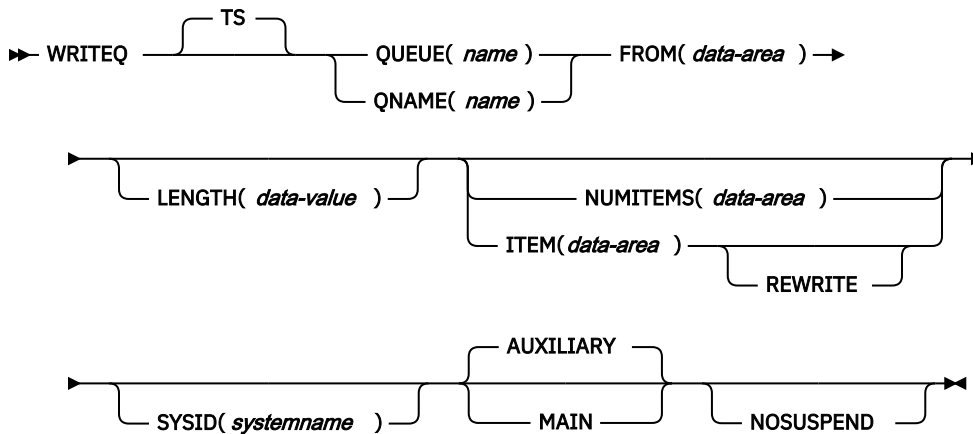 TS
WRITEQ QUEUE( name ) FROM( data-area )
QNAME( name )
LENGTH( data-value ) NUMITEMS( data-area )
ITEM( data-area )
REWRITE
AUXILIARY
SYSID( systemname ) MAIN NOSUSPEND